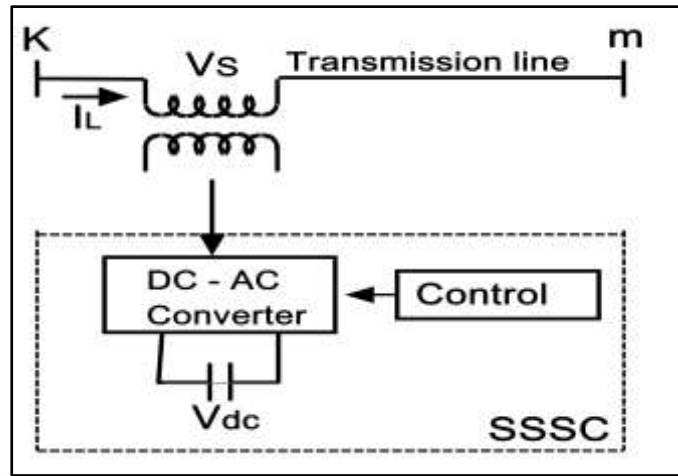 K
m
Vs
Transmission line
IL
DC - AC
Converter
Control
Vdc
SSSC